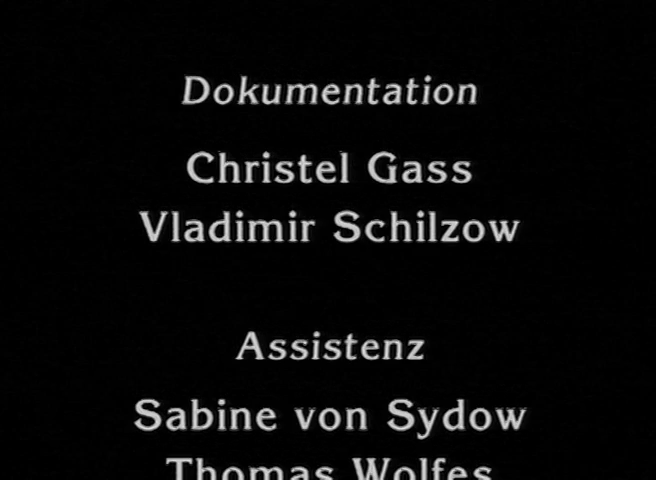 Dokumentation
Christel Gass
Vladimir Schilzow
Assistenz
Sabine von Sydow
Thomas Wolfes